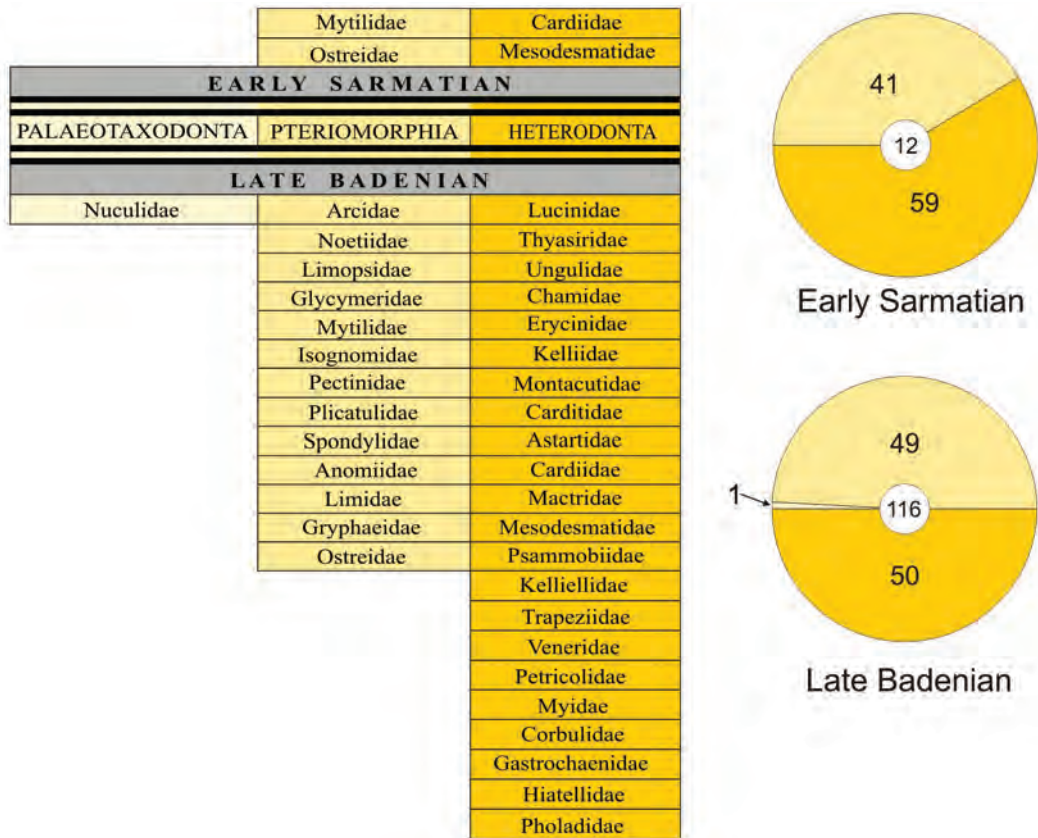 Mytilidae Cardiidae
Ostreidae Mesodesmatidae
EARLY SARMATIAN
PALAEOTAXODONTA PTERIOMORPHIA HETERODONTA
LATE BADENIAN
Nuculidae Arcidae Lucinidae
Noetiidae Thyasiridae
Limopsidae Ungulidae
Glycymeridae Chamidae
Mytilidae Erycinidae
Isognomidae Kelliidae
Pectinidae Montacutidae
Plicatulidae Carditidae
Spondylidae Astartidae
Anomiidae Cardiidae
Limidae Mactridae
Gryphaeidae Mesodesmatidae
Ostreidae Psammobiidae
Kelliellidae
Trapeziidae
Veneridae
Petricolidae
Myidae
Corbulidae
Gastrochaenidae
Hiatellidae
Pholadidae
41
12
59
Early Sarmatian
49
1
116
50
Late Badenian